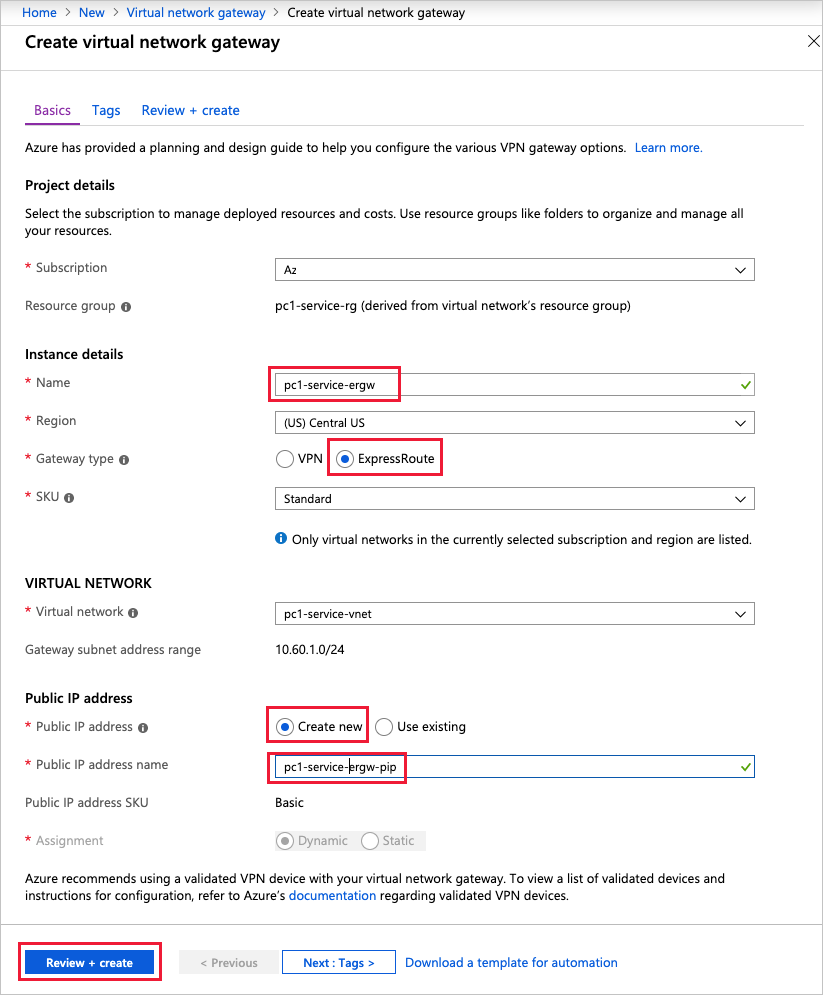 Home > New > Virtual network gateway > Create virtual network gateway
Create virtual network gateway
Basics Tags Review + create
Azure has provided a planning and design guide to help you configure the various VPN gateway options. Learn more.
Project details
Select the subscription to manage deployed resources and costs. Use resource groups like folders to organize and manage all
your resources.
* Subscription Az
Resource group pc1-service-rg (derived from virtual network's resource group)
Instance details
* Name pc1-service-ergw
* Region (US) Central US
* Gateway type VPN ExpressRoute
* SKU Standard
Only virtual networks in the currently selected subscription and region are listed.
VIRTUAL NETWORK
* Virtual network pc1-service-vnet
Gateway subnet address range 10.60.1.0/24
Public IP address
* Public IP address Create new Use existing
* Public IP address name pc1-service-ergw-pip
Public IP address SKU Basic
* Assignment Dynamic Static
Azure recommends using a validated VPN device with your virtual network gateway. To view a list of validated devices and
instructions for configuration, refer to Azure's documentation regarding validated VPN devices.
Review + create < Previous Next : Tags > Download a template for automation